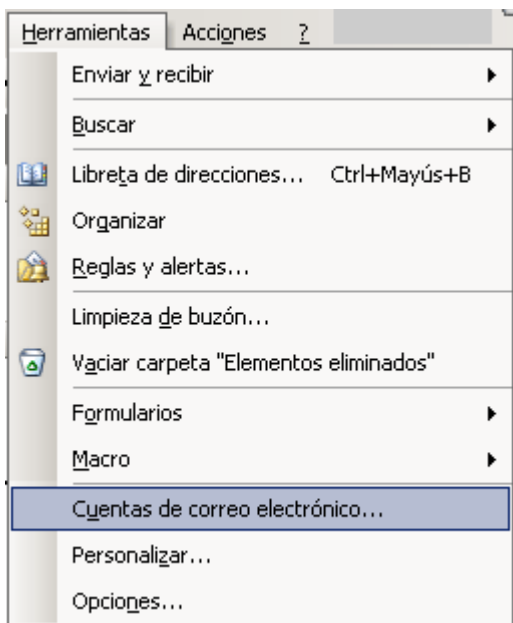 Herramientas Acciones ?
Enviar y recibir
Buscar
Libreta de direcciones... Ctrl+Mayús+B
Organizar
Reglas y alertas...
Limpieza de buzón...
Vaciar carpeta "Elementos eliminados"
Formularios
Macro
Cuentas de correo electrónico...
Personalizar...
Opciones...